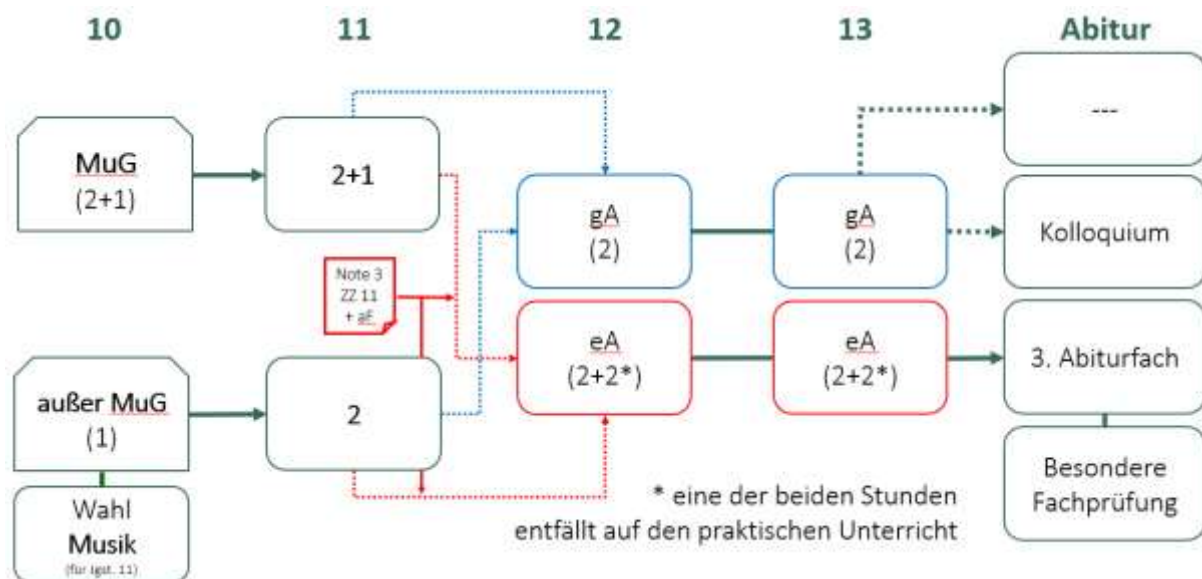 10
11
12
13
Abitur
MuG
(2+1)
2+1
gA
(2)
gA
(2)
---
Kolloquium
Note 3
ZZ 11
+ aF
außer MuG
(1)
2
eA
(2+2*)
eA
(2+2*)
3. Abiturfach
Wahl
Musik
(für Jgst. 11)
* eine der beiden Stunden
entfällt auf den praktischen Unterricht
Besondere
Fachprüfung